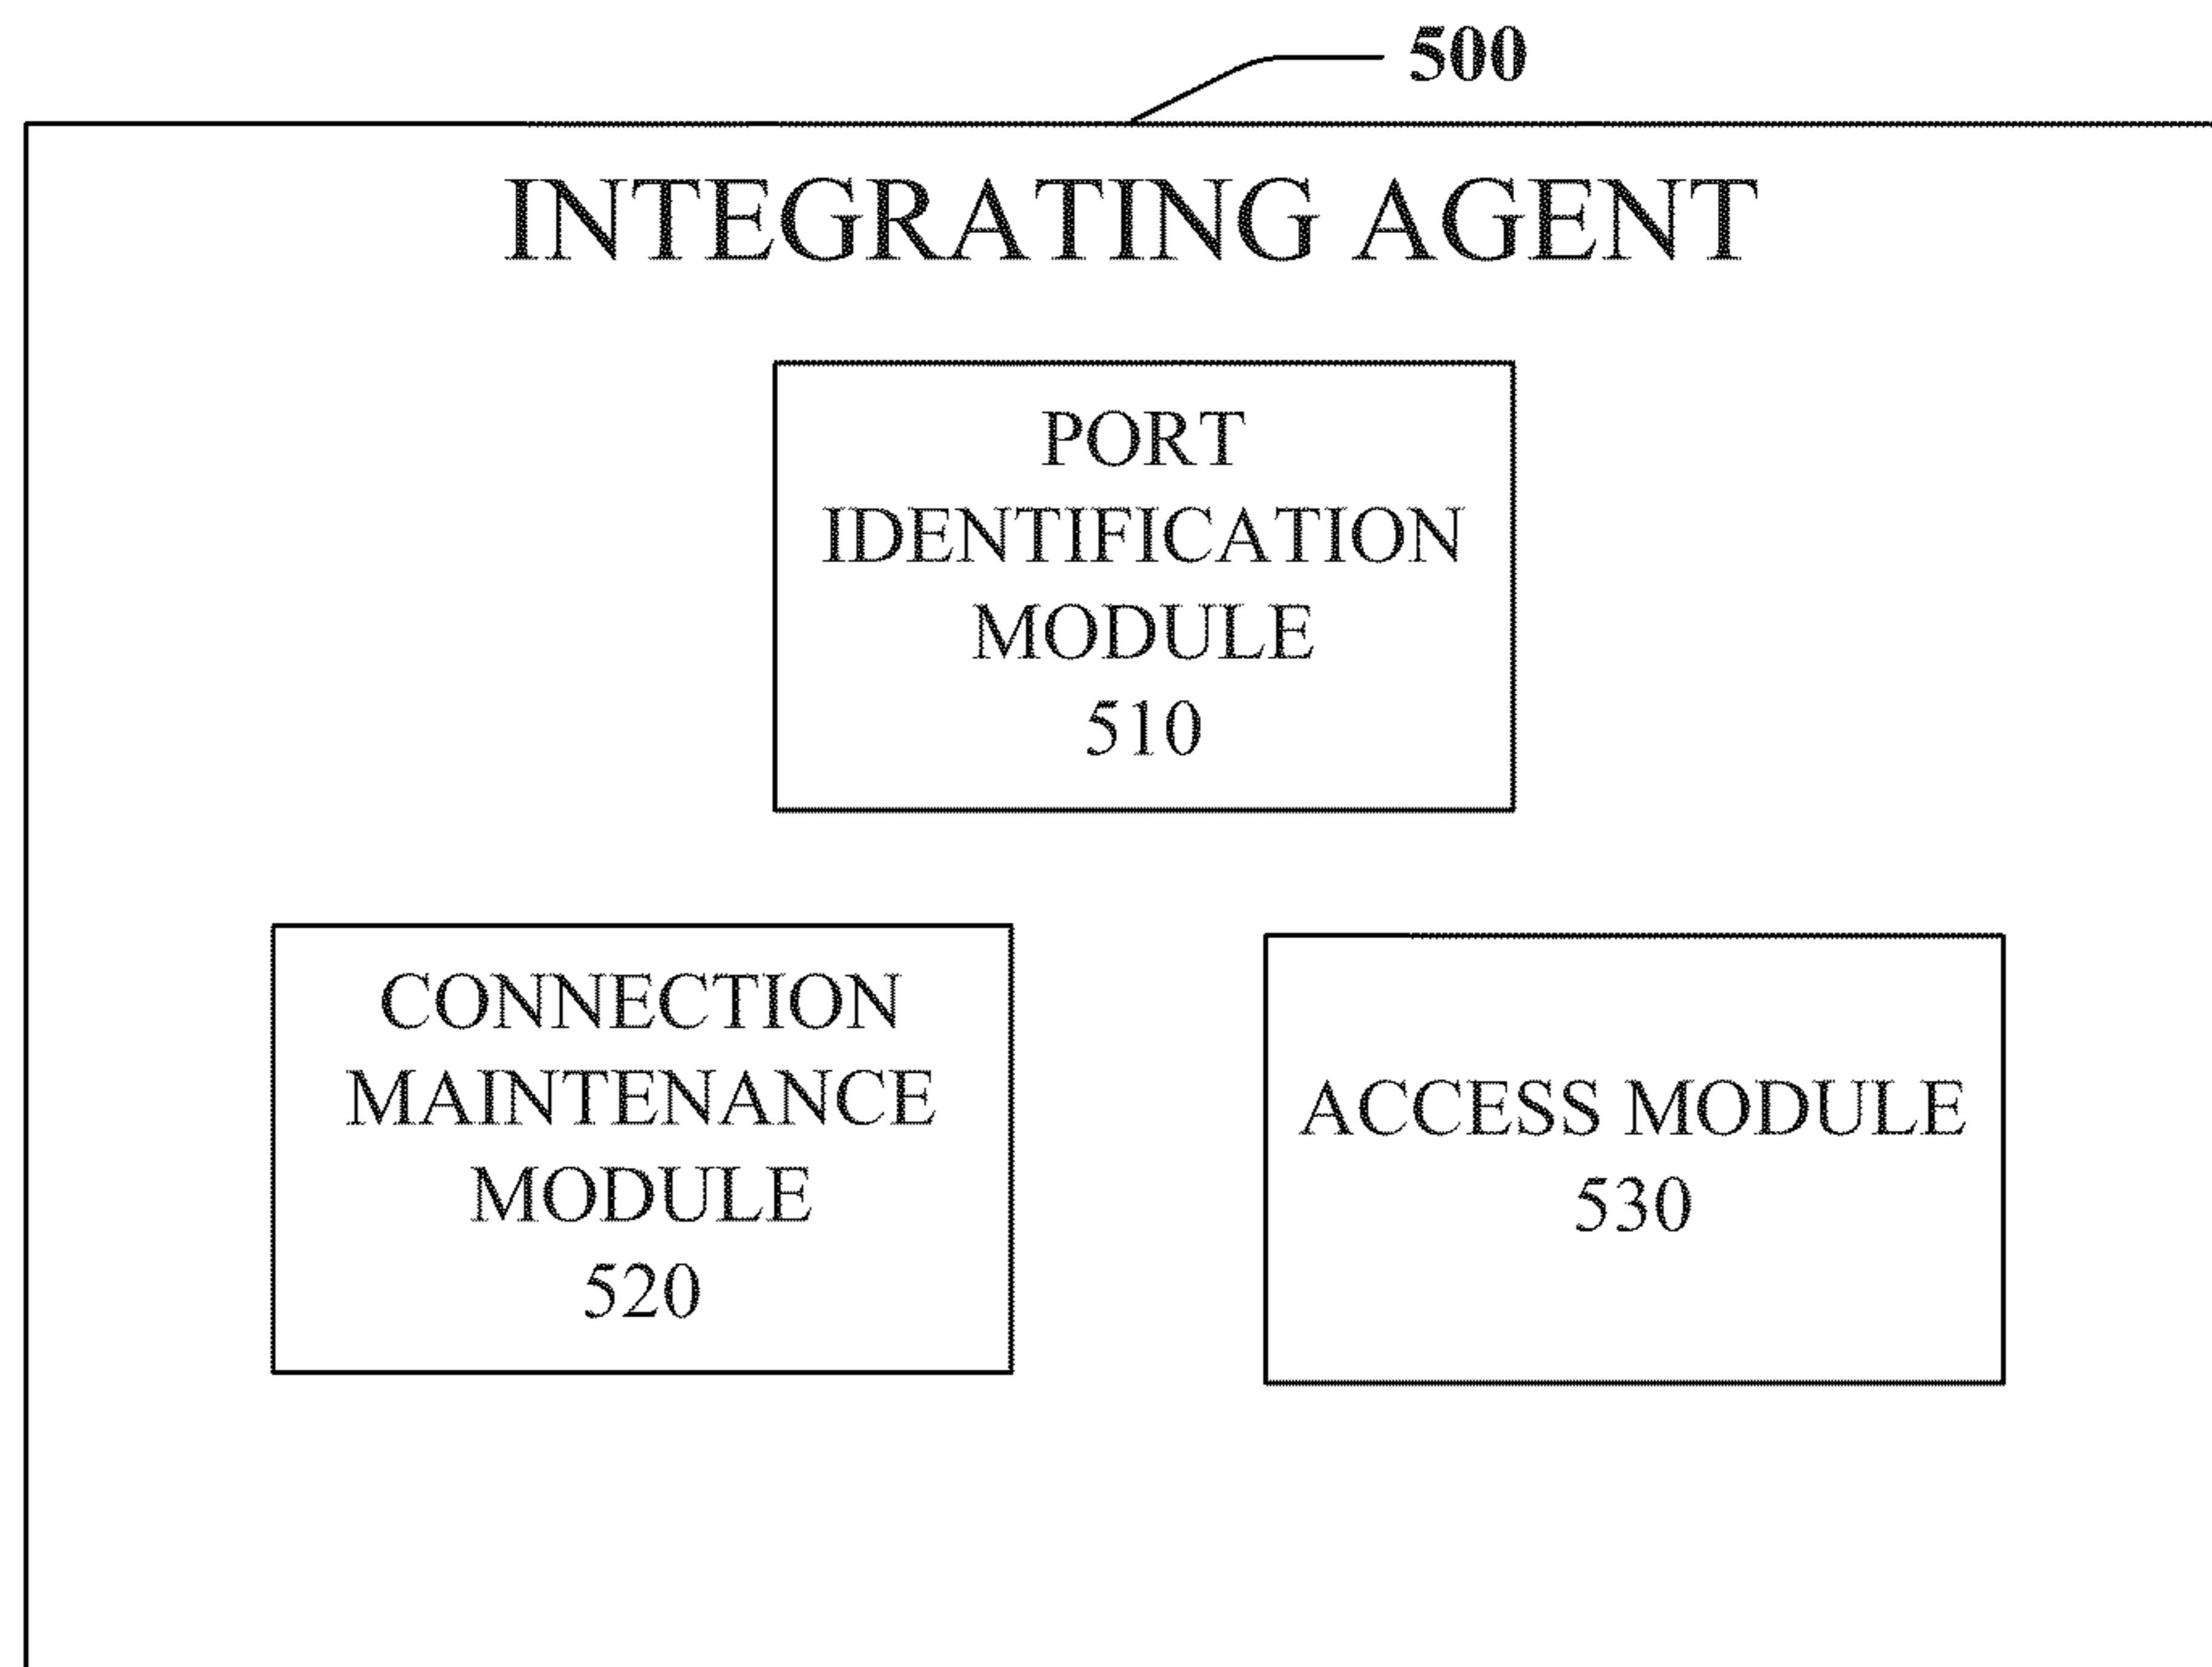 500
INTEGRATING AGENT
PORT
IDENTIFICATION
MODULE
510
CONNECTION
MAINTENANCE
MODULE
520
ACCESS MODULE
530